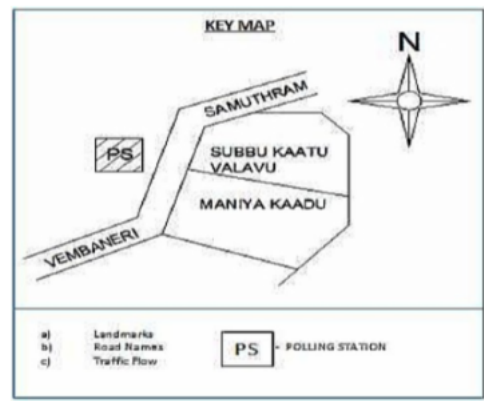 KEY MAP
N
SAMUTHRAM
PS
SUBBU KAATU
VALAVU
MANIYA KAADU
VEMBANERI
a) Landmarks
b) Road Names
c) Traffic Flow
PS - POLLING STATION